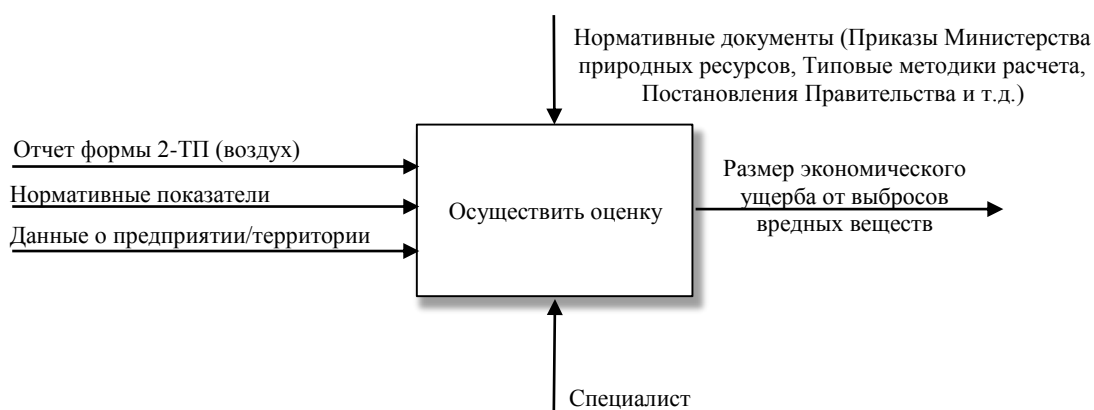 Нормативные документы (Приказы Министерства
природных ресурсов, Типовые методики расчета,
Постановления Правительства и т.д.)
Отчет формы 2-ТП (воздух)
Нормативные показатели
Данные о предприятии/территории
Осуществить оценку
Размер экономического
ущерба от выбросов
вредных веществ
Специалист